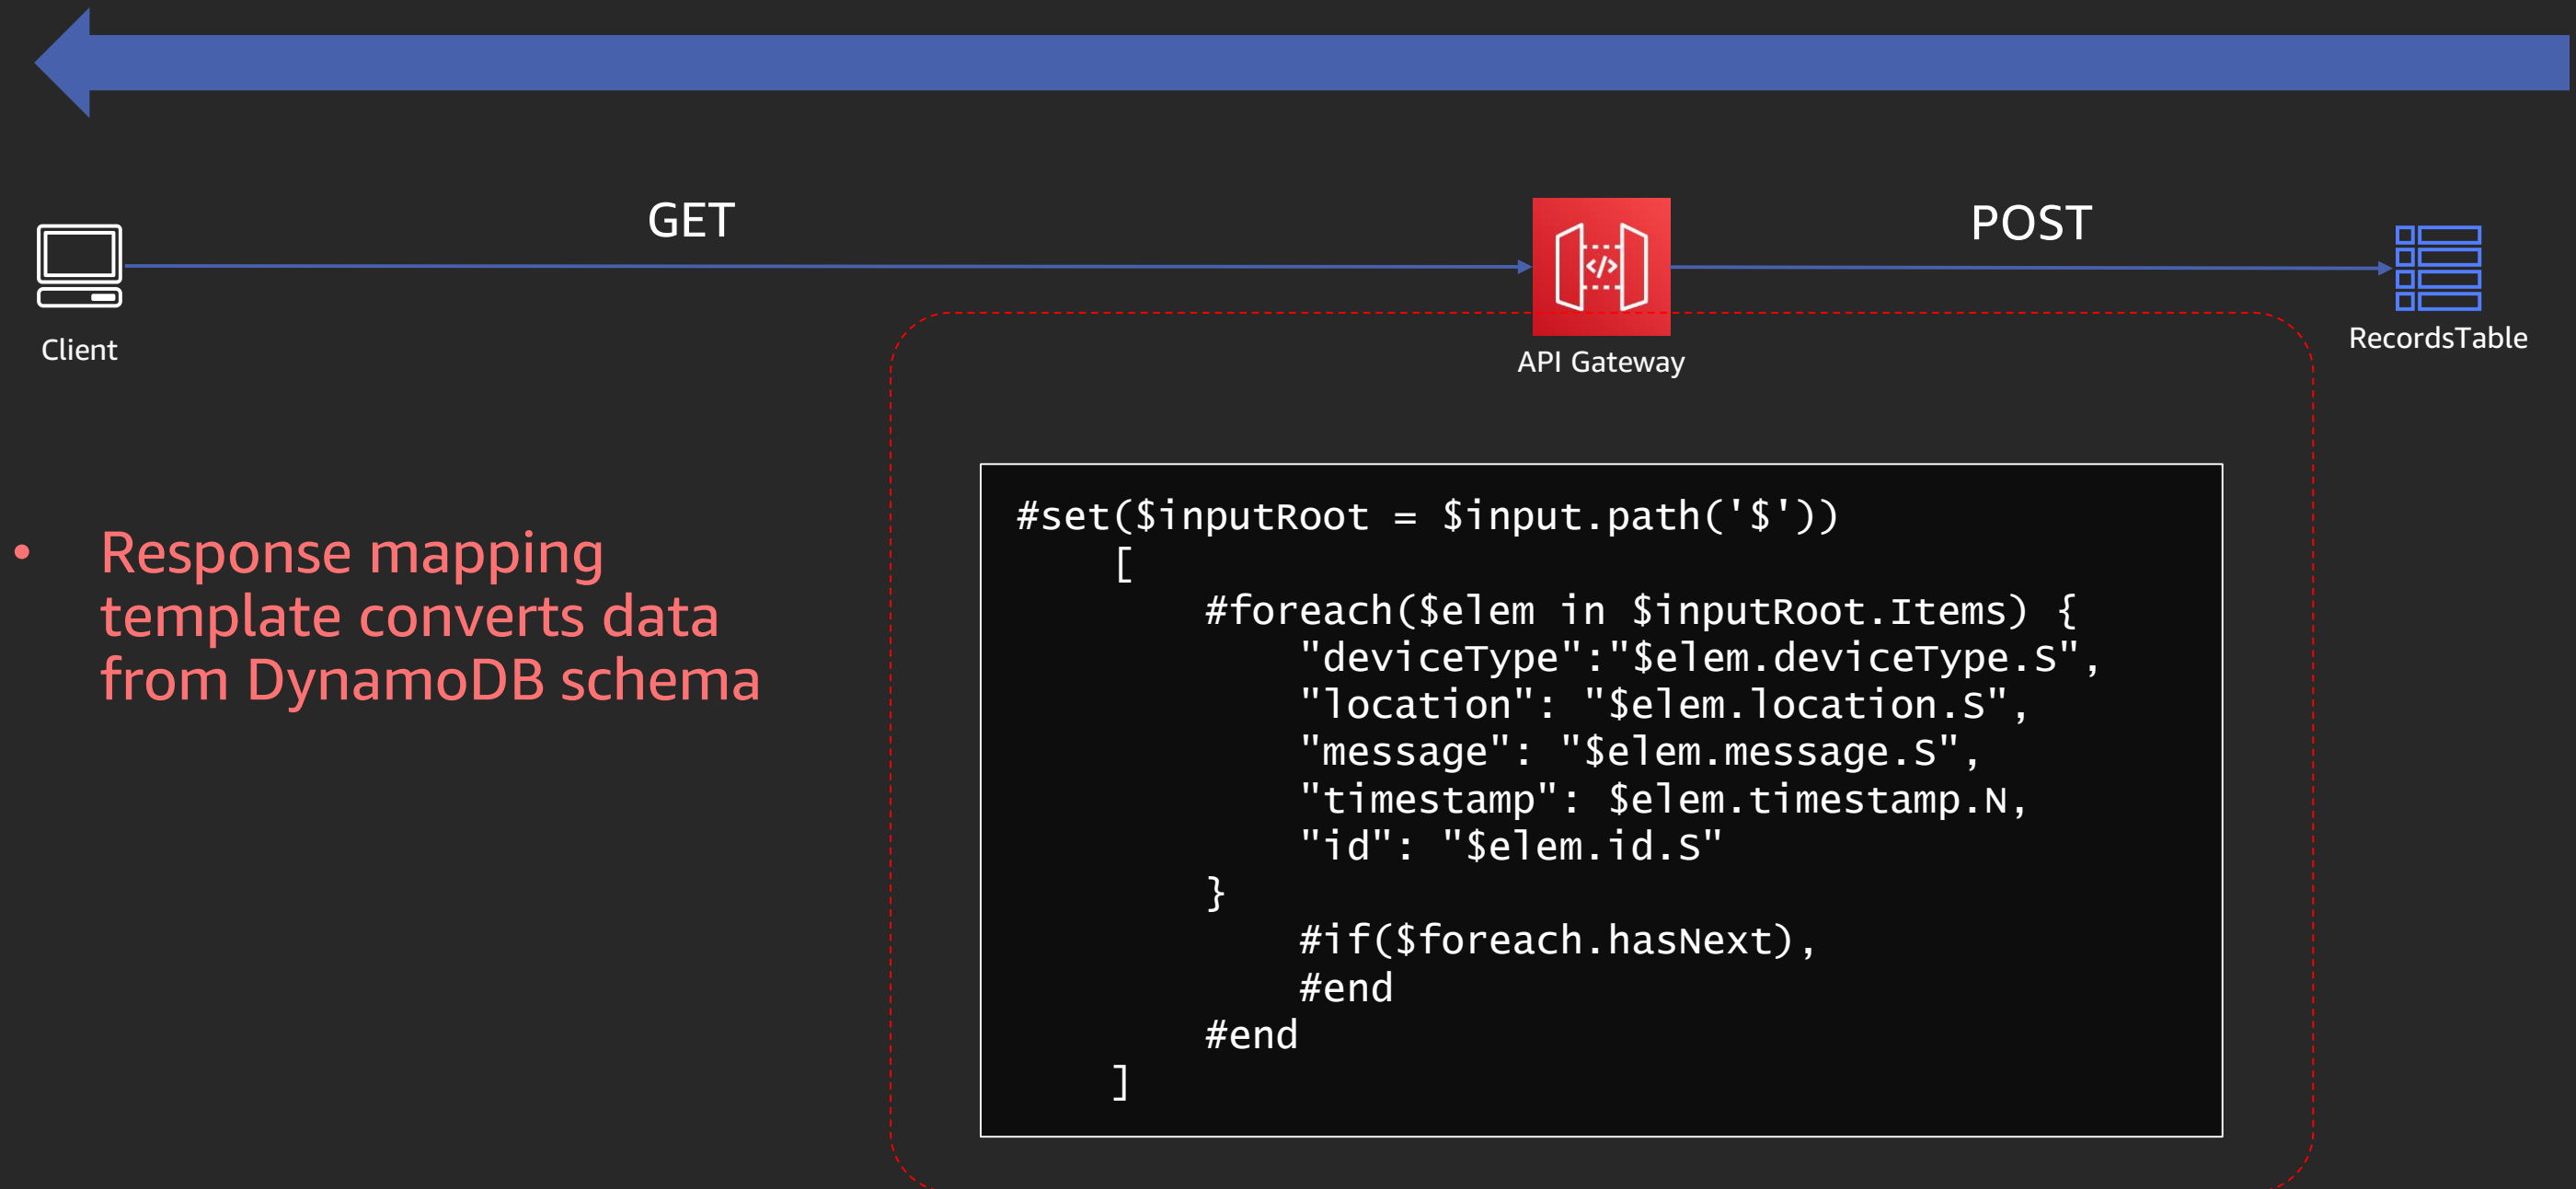 GET
POST
</>
Client
API Gateway
RecordsTable
• Response mapping
template converts data
from DynamoDB schema
#set($inputRoot = $input.path('$'))
    [
        #foreach($elem in $inputRoot.Items) {
            "deviceType":"$elem.deviceType.S",
            "location": "$elem.location.S",
            "message": "$elem.message.S",
            "timestamp": $elem.timestamp.N,
            "id": "$elem.id.S"
        }
            #if($foreach.hasNext),
            #end
        #end
    ]